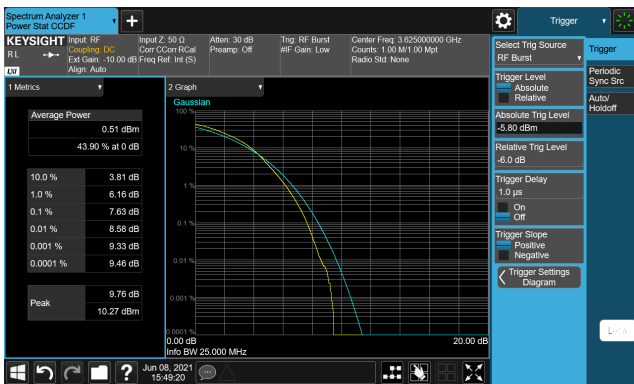 Spectrum Analyzer 1
Power Stat CCDF
Trigger
KEYSIGHT
R L
LXI
Input: RF
Coupling: DC
Ext Gain: -10.00 dB
Align: Auto
Input Z: 50 Ω
Corr CCorr RCal
Freq Ref: Int (S)
Atten: 30 dB
Preamp: Off
Trig: RF Burst
#IF Gain: Low
Center Freq: 3.625000000 GHz
Counts: 1.00 M/1.00 Mpt
Radio Std: None
1 Metrics
Average Power
0.51 dBm
43.90 % at 0 dB
10.0 % 3.81 dB
1.0 % 6.16 dB
0.1 % 7.63 dB
0.01 % 8.58 dB
0.001 % 9.33 dB
0.0001 % 9.46 dB
Peak
9.76 dB
10.27 dBm
2 Graph
Gaussian
100 %
10 %
1 %
0.1 %
0.01 %
0.001 %
0.0001 %
0.00 dB
20.00 dB
Info BW 25.000 MHz
Select Trig Source
RF Burst
Trigger Level
Absolute
Relative
Absolute Trig Level
-5.80 dBm
Relative Trig Level
-6.0 dB
Trigger Delay
1.0 µs
On
Off
Trigger Slope
Positive
Negative
Trigger Settings
Diagram
Trigger
Periodic
Sync Src
Auto/
Holdoff
?
Jun 08, 2021
15:49:20